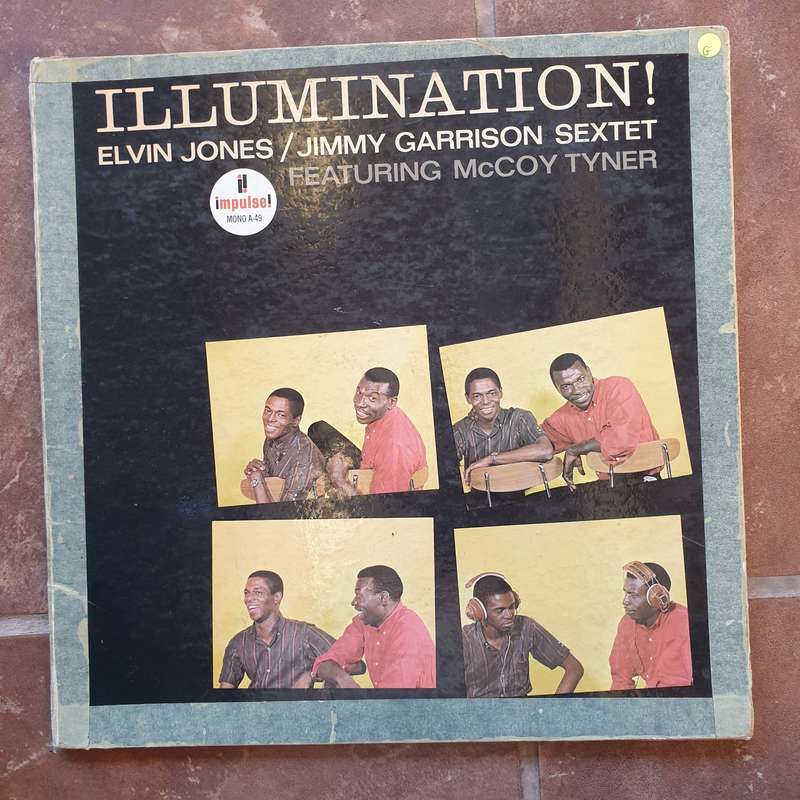 G
ILLUMINATION!
ELVIN JONES / JIMMY GARRISON SEXTET
FEATURING McCOY TYNER
i!
impulse!
MONO A-49